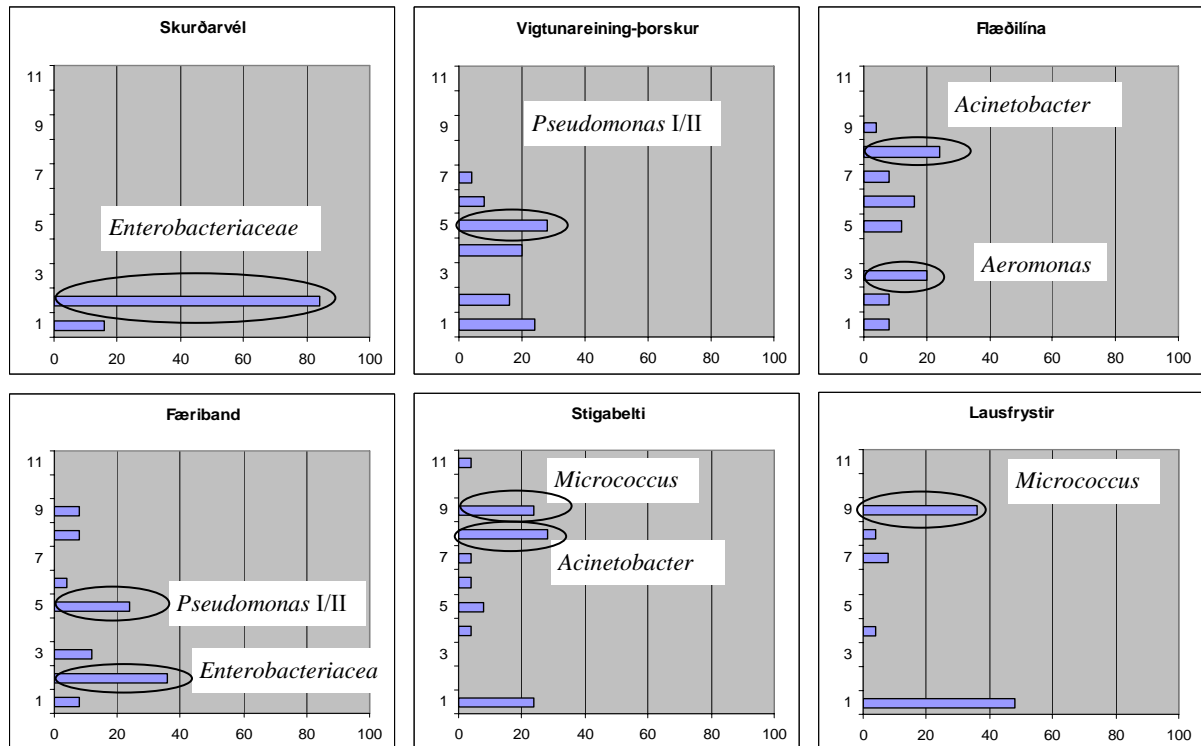 Skurðarvél
11
9
7
5
3
1
Enterobacteriaceae
0 20 40 60 80 100
Vigtunareining-þorskur
11
9
7
5
3
1
Pseudomonas I/II
0 20 40 60 80 100
Flæðilína
11
9
7
5
3
1
Acinetobacter
Aeromonas
0 20 40 60 80 100
Færiband
11
9
7
5
3
1
Pseudomonas I/II
Enterobacteriacea
0 20 40 60 80 100
Stigabelti
11
9
7
5
3
1
Micrococcus
Acinetobacter
0 20 40 60 80 100
Lausfrystir
11
9
7
5
3
1
Micrococcus
0 20 40 60 80 100